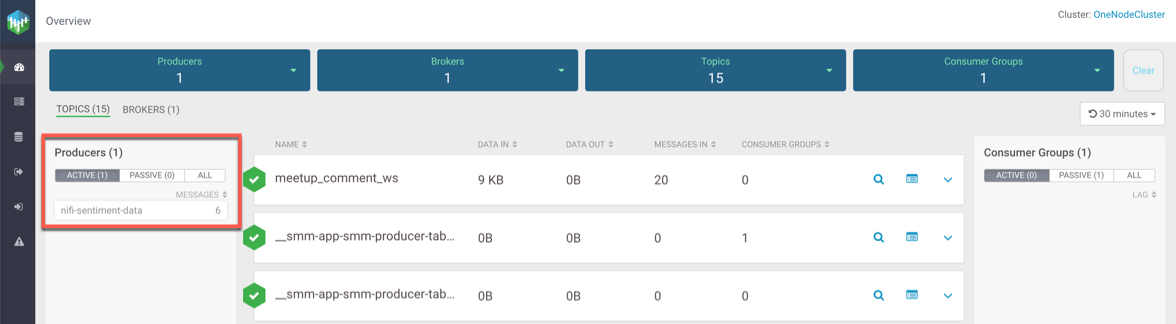 Overview
Cluster: OneNodeCluster
Producers
1
Brokers
1
Topics
15
Consumer Groups
1
Clear
TOPICS (15) BROKERS (1)
30 minutes
Producers (1)
ACTIVE (1) PASSIVE (0) ALL
MESSAGES
nifi-sentiment-data 6
NAME DATA IN DATA OUT MESSAGES IN CONSUMER GROUPS
meetup_comment_ws 9 KB 0B 20 0
__smm-app-smm-producer-tab... 0B 0B 0 1
__smm-app-smm-producer-tab... 0B 0B 0 0
Consumer Groups (1)
ACTIVE (0) PASSIVE (1) ALL
LAG